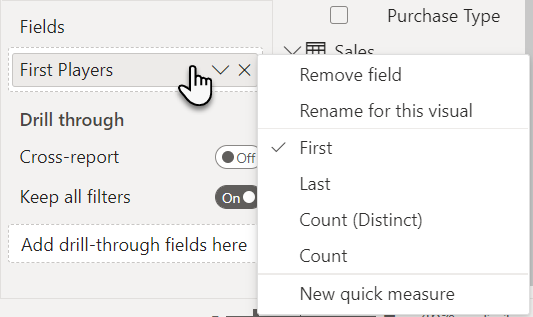 Fields
Purchase Type
Sales
First Players
Remove field
Rename for this visual
Drill through
First
Cross-report
Off
Last
Keep all filters
On
Count (Distinct)
Add drill-through fields here
Count
New quick measure